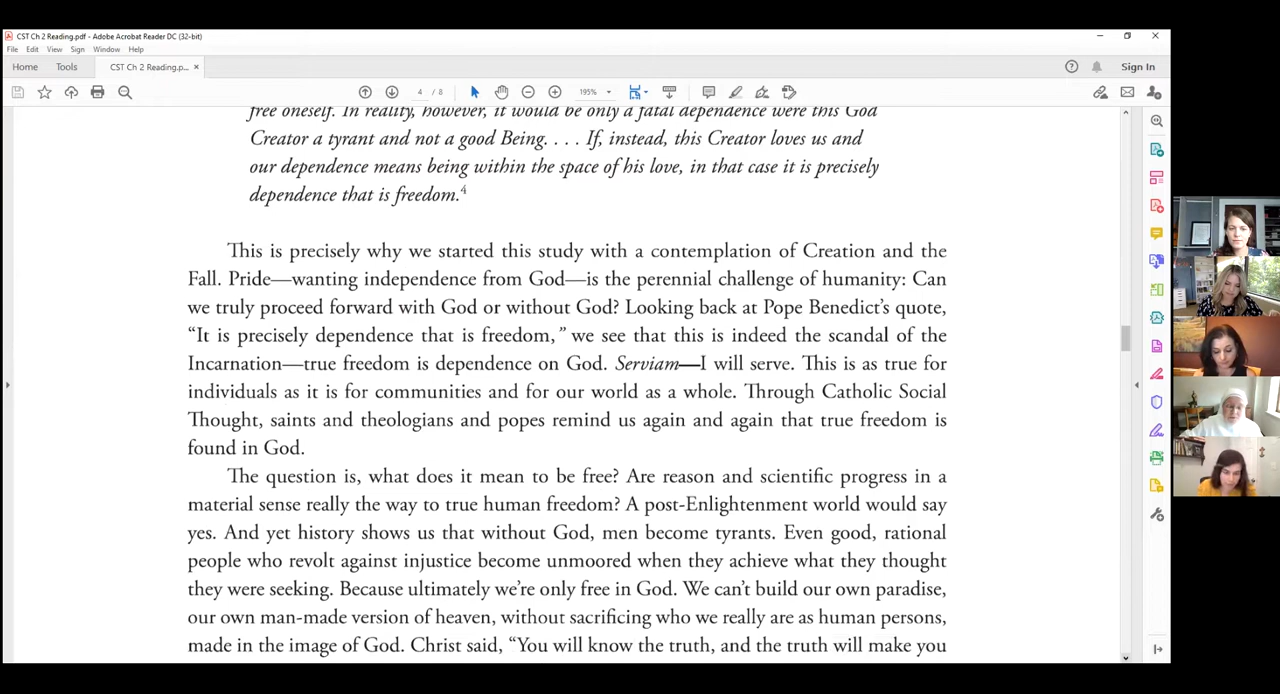 CST Ch 2 Reading.pdf - Adobe Acrobat Reader DC (32-bit)
File Edit View Sign Window Help
Home Tools CST Ch 2 Reading.p... × Sign In
4 / 8 195%
free oneself. In reality, however, it would be only a fatal dependence were this God
Creator a tyrant and not a good Being. . . . If, instead, this Creator loves us and
our dependence means being within the space of his love, in that case it is precisely
dependence that is freedom.4
This is precisely why we started this study with a contemplation of Creation and the
Fall. Pride—wanting independence from God—is the perennial challenge of humanity: Can
we truly proceed forward with God or without God? Looking back at Pope Benedict’s quote,
“It is precisely dependence that is freedom,” we see that this is indeed the scandal of the
Incarnation—true freedom is dependence on God. Serviam—I will serve. This is as true for
individuals as it is for communities and for our world as a whole. Through Catholic Social
Thought, saints and theologians and popes remind us again and again that true freedom is
found in God.
The question is, what does it mean to be free? Are reason and scientific progress in a
material sense really the way to true human freedom? A post-Enlightenment world would say
yes. And yet history shows us that without God, men become tyrants. Even good, rational
people who revolt against injustice become unmoored when they achieve what they thought
they were seeking. Because ultimately we’re only free in God. We can’t build our own paradise,
our own man-made version of heaven, without sacrificing who we really are as human persons,
made in the image of God. Christ said, “You will know the truth, and the truth will make you